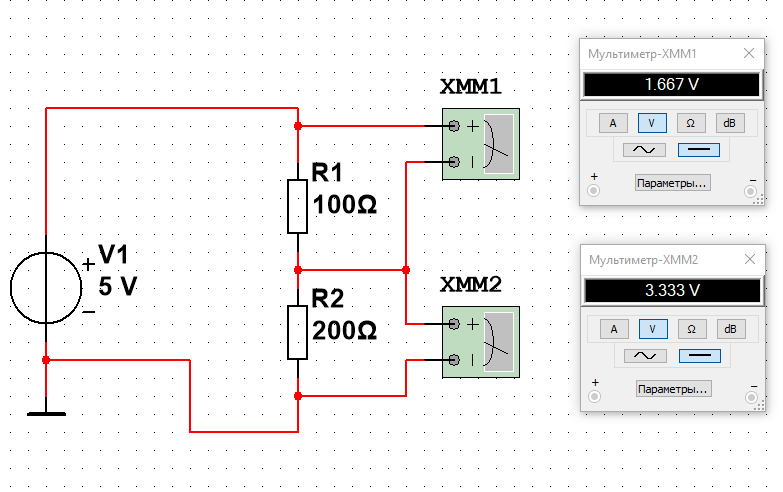 XMM1
R1
100Ω
V1
5 V
R2
200Ω
XMM2
Мультиметр-XMM1
1.667 V
A V Ω dB
+ –
Параметры...
Мультиметр-XMM2
3.333 V
A V Ω dB
+ –
Параметры...